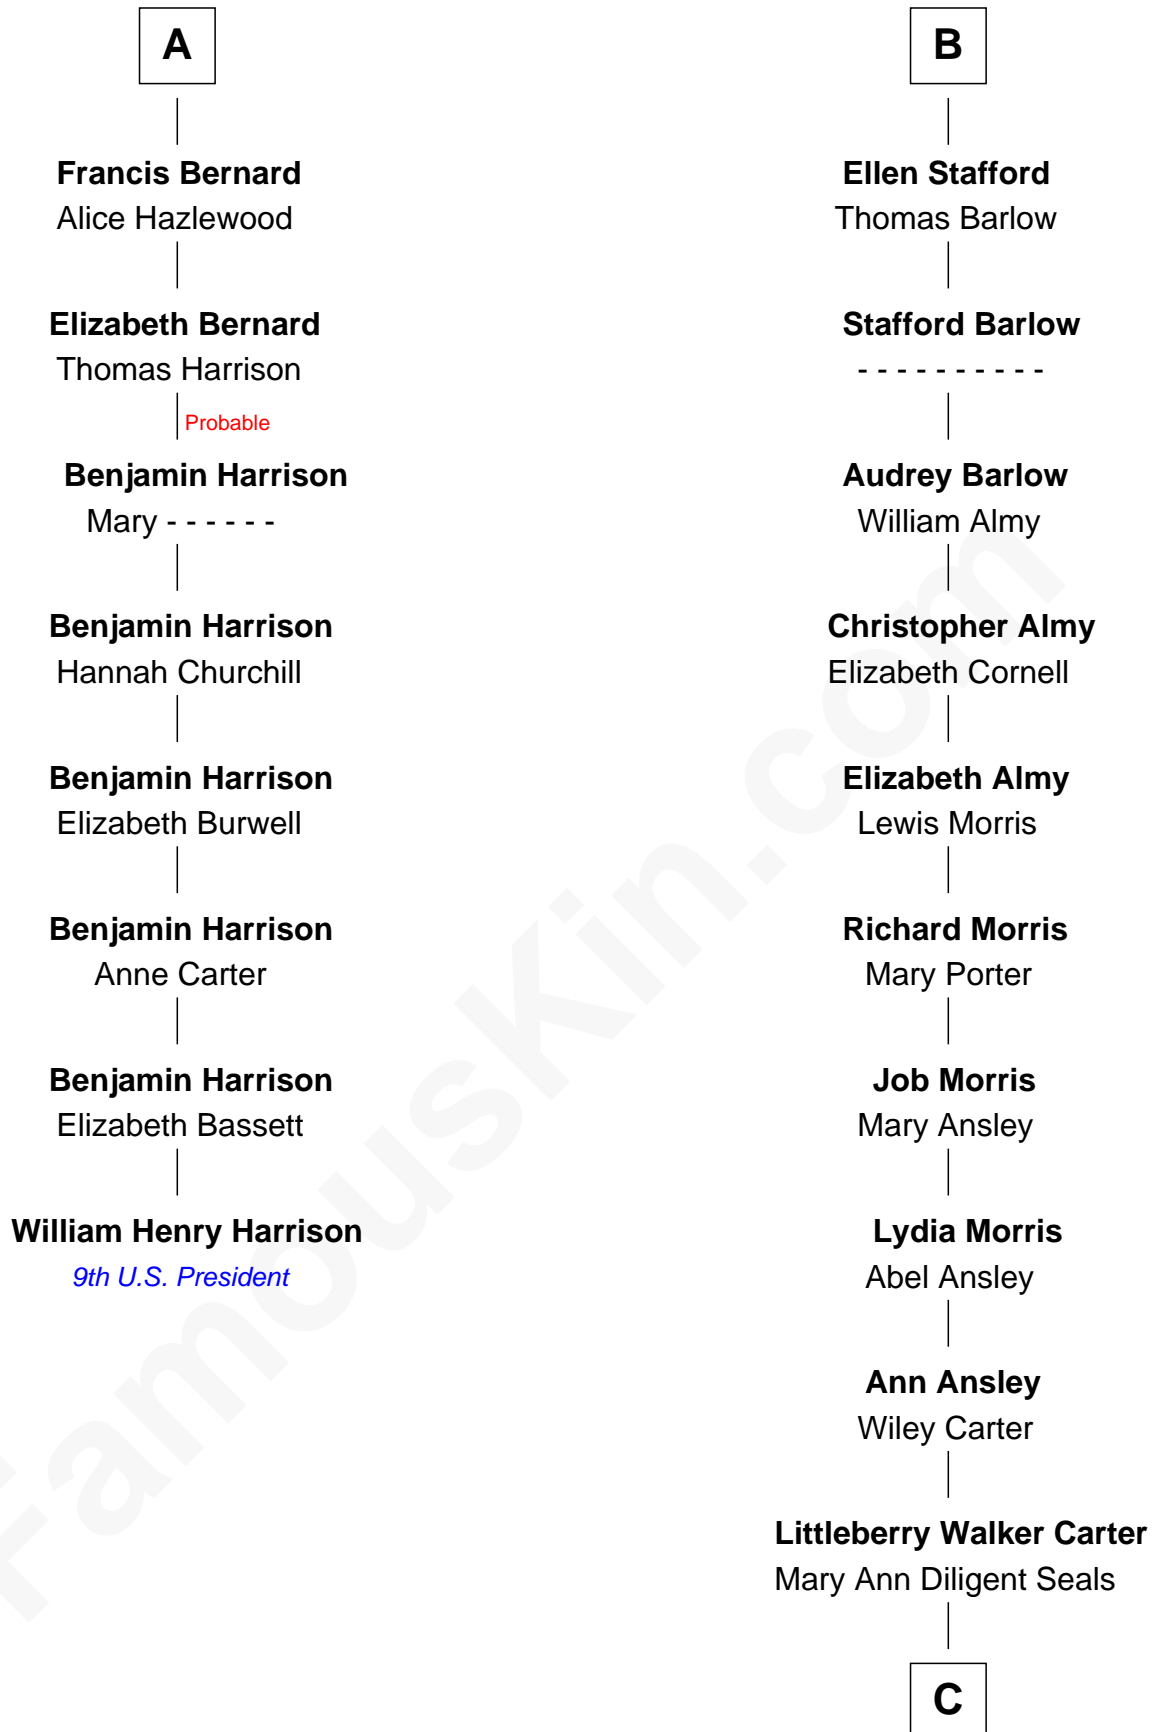 A
Francis Bernard
Alice Hazlewood
Elizabeth Bernard
Thomas Harrison
Probable
Benjamin Harrison
Mary - - - - - -
Benjamin Harrison
Hannah Churchill
Benjamin Harrison
Elizabeth Burwell
Benjamin Harrison
Anne Carter
Benjamin Harrison
Elizabeth Bassett
William Henry Harrison
9th U.S. President
B
Ellen Stafford
Thomas Barlow
Stafford Barlow
- - - - - - - - - -
Audrey Barlow
William Almy
Christopher Almy
Elizabeth Cornell
Elizabeth Almy
Lewis Morris
Richard Morris
Mary Porter
Job Morris
Mary Ansley
Lydia Morris
Abel Ansley
Ann Ansley
Wiley Carter
Littleberry Walker Carter
Mary Ann Diligent Seals
C
FamousKin.com